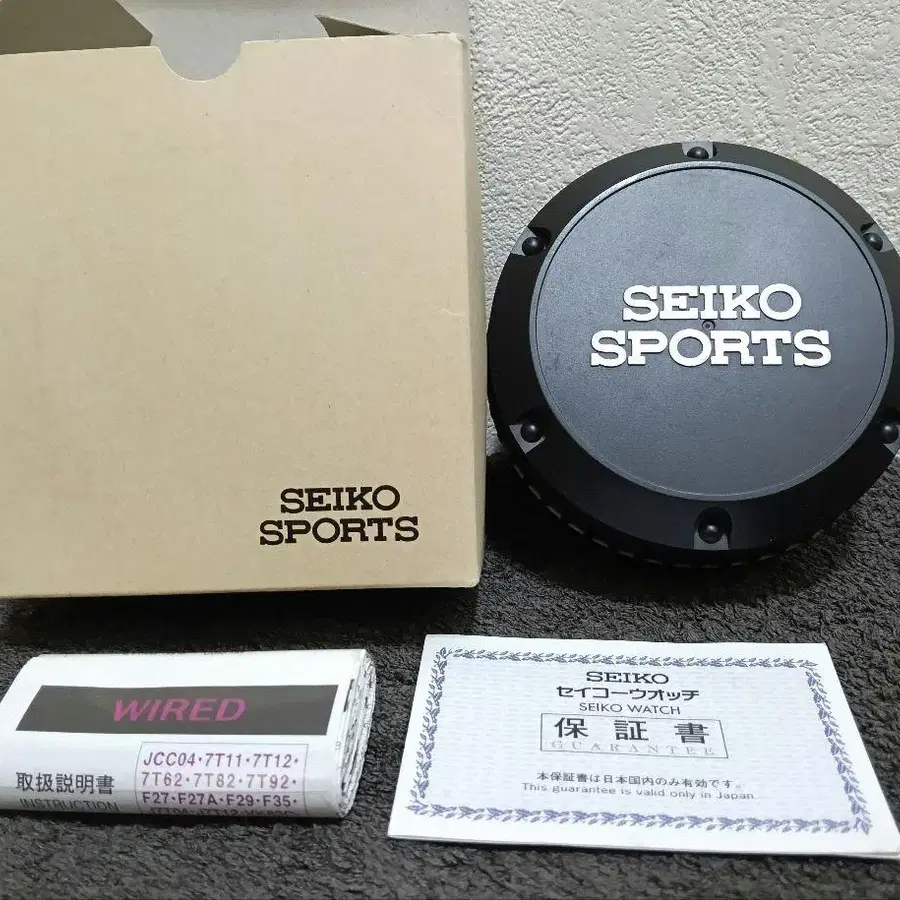 SEIKO
SPORTS
SEIKO
SPORTS
WIRED
取扱説明書
INSTRUCTION
JCC04・7T11・7T12・
7T62・7T82・7T92・
F27・F27A・F29・F35・
SEIKO
セイコーウオッチ
SEIKO WATCH
保証書
GUARANTEE
本保証書は日本国内のみ有効です。
This guarantee is valid only in Japan.